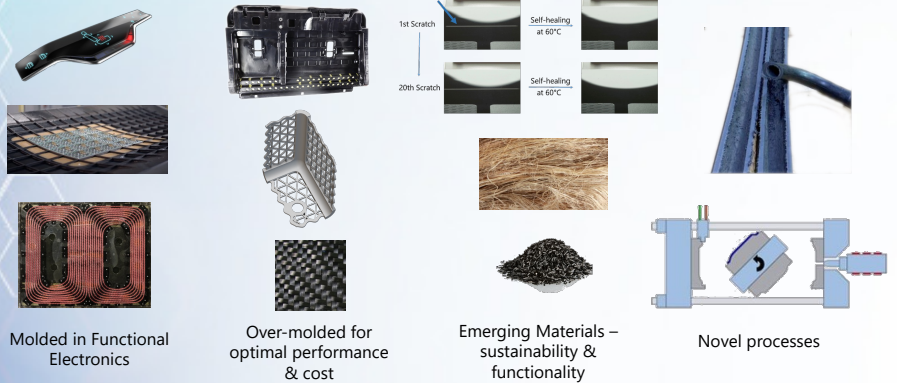 1st Scratch
Self-healing
at 60°C
20th Scratch
Self-healing
at 60°C
Molded in Functional
Electronics
Over-molded for
optimal performance
& cost
Emerging Materials –
sustainability &
functionality
Novel processes